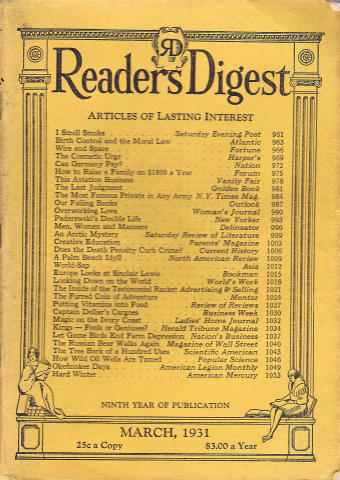 RD
Readers Digest
ARTICLES OF LASTING INTEREST
I Smell Smoke . . . . . . . . Saturday Evening Post 961
Birth Control and the Moral Law . . . Atlantic 963
Wire and Space . . . . . . . . Fortune 966
The Cosmetic Urge . . . . . . . Harper's 969
Can Germany Pay? . . . . . . . Nation 972
How to Raise a Family on $1800 a Year . . Forum 975
This Aviation Business . . . . . Vanity Fair 978
The Last Judgment . . . . . . Golden Book 981
The Most Famous Private in Any Army N.Y. Times Mag. 984
Our Failing Banks . . . . . . . Outlook 987
Overworking Love . . . . . Woman's Journal 990
Paderewski's Double Life . . . . New Yorker 993
Men, Women and Manners . . . . Delineator 996
An Arctic Mystery . . Saturday Review of Literature 999
Creative Education . . . . . Parents' Magazine 1003
Does the Death Penalty Curb Crime? . Current History 1006
A Palm Beach Idyll . . . North American Review 1009
World-Sap . . . . . . . . Asia 1012
Europe Looks at Sinclair Lewis . . . Bookman 1015
Looking Down on the World . . . World's Work 1018
The Inside of the Testimonial Racket Advertising & Selling 1021
The Furred Coin of Adventure . . . Mentor 1024
Putting Vitamins into Food . . Review of Reviews 1027
Captain Dollar's Cargoes . . . Business Week 1030
Magic on the Ivory Coast . . Ladies' Home Journal 1032
Kings — Fools or Geniuses? . Herald Tribune Magazine 1034
Let Game Birds End Farm Depression . Nation's Business 1037
The Russian Bear Walks Again . Magazine of Wall Street 1040
The Tree Bark of a Hundred Uses . Scientific American 1043
How Wild Oil Wells Are Tamed . . Popular Science 1046
Okefinokee Days . . . American Legion Monthly 1049
Hard Winter . . . . . American Mercury 1053
NINTH YEAR OF PUBLICATION
MARCH, 1931
25c a Copy $3.00 a Year